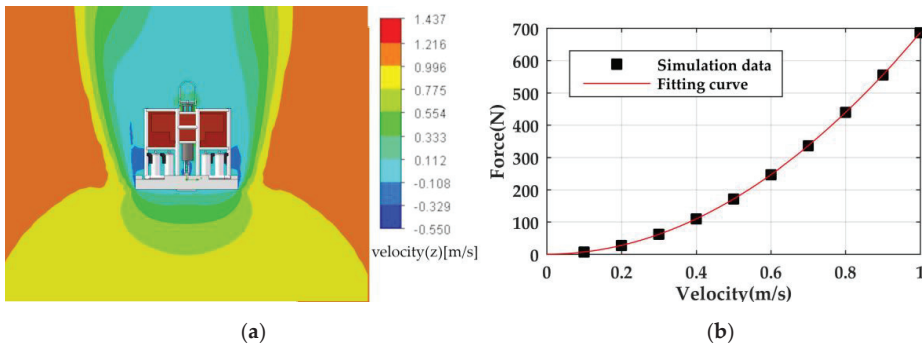 1.437
1.216
0.996
0.775
0.554
0.333
0.112
-0.108
-0.329
-0.550
velocity(z)[m/s]
(a)
700
600
500
400
300
200
100
0
Force(N)
Simulation data
Fitting curve
0 0.2 0.4 0.6 0.8 1
Velocity(m/s)
(b)